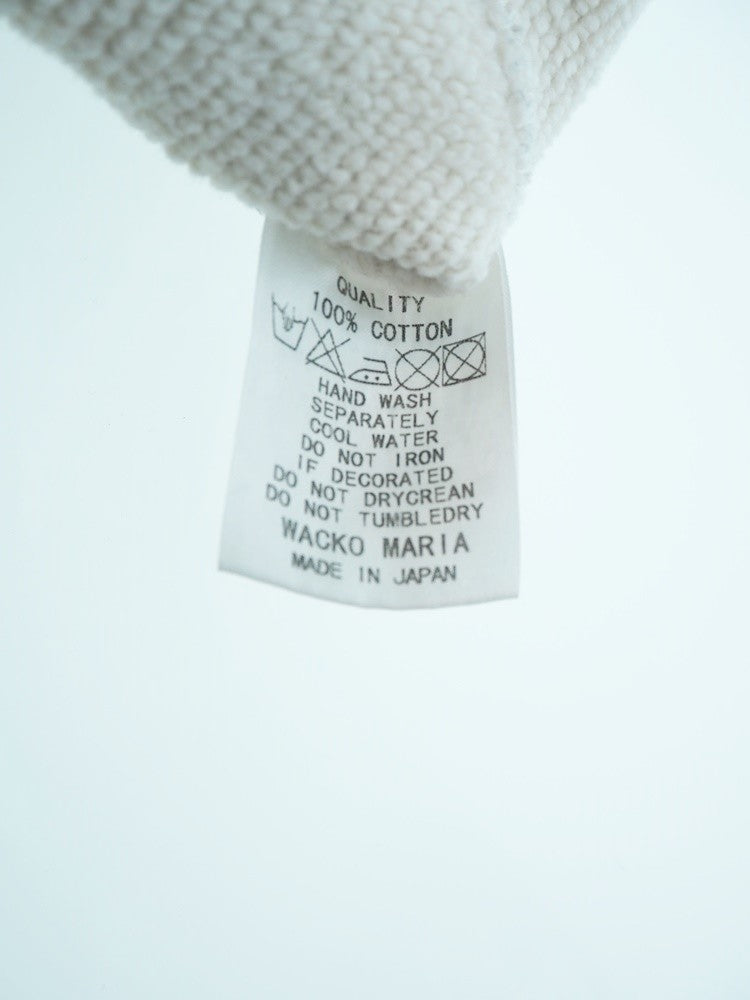 QUALITY
100% COTTON
HAND WASH
SEPARATELY
COOL WATER
DO NOT IRON
IF DECORATED
DO NOT DRYCREAN
DO NOT TUMBLEDRY
WACKO MARIA
MADE IN JAPAN